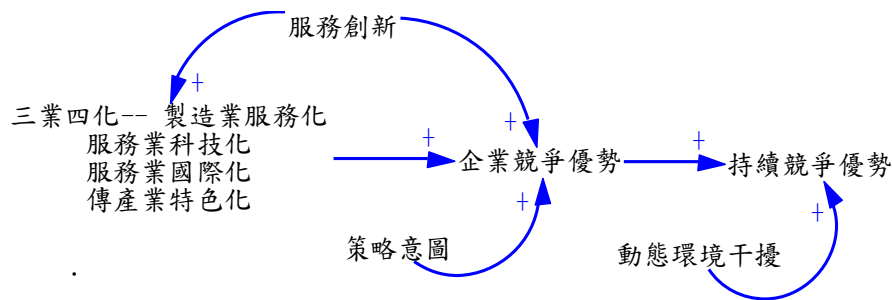 服務創新
+
三業四化-- 製造業服務化
服務業科技化
服務業國際化
傳產業特色化
+
+
企業競爭優勢
+
持續競爭優勢
+
策略意圖
+
動態環境干擾
.